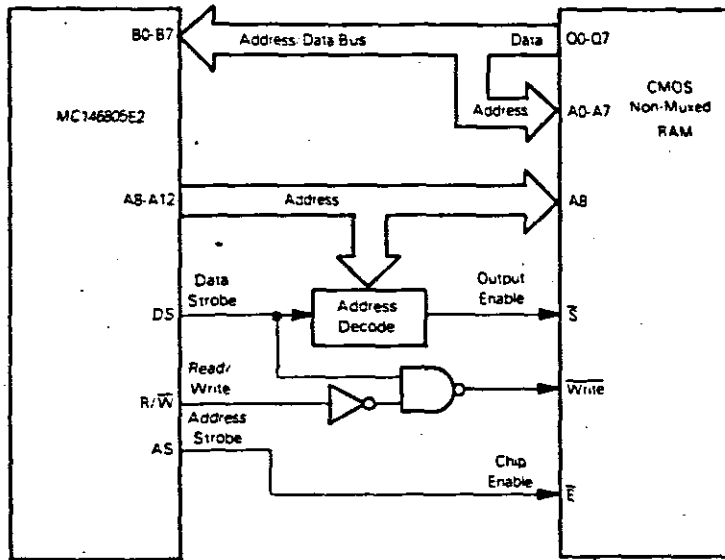 B0-B7
Address/Data Bus
Data
Q0-Q7
MC146805E2
Address
A0-A7
CMOS
Non-Muxed
RAM
A8-A12
Address
A8
Data
Strobe
DS
Address
Decode
Output
Enable
S̅
Read/
Write
R/W̅
W̅r̅i̅t̅e̅
Address
Strobe
AS
Chip
Enable
E̅